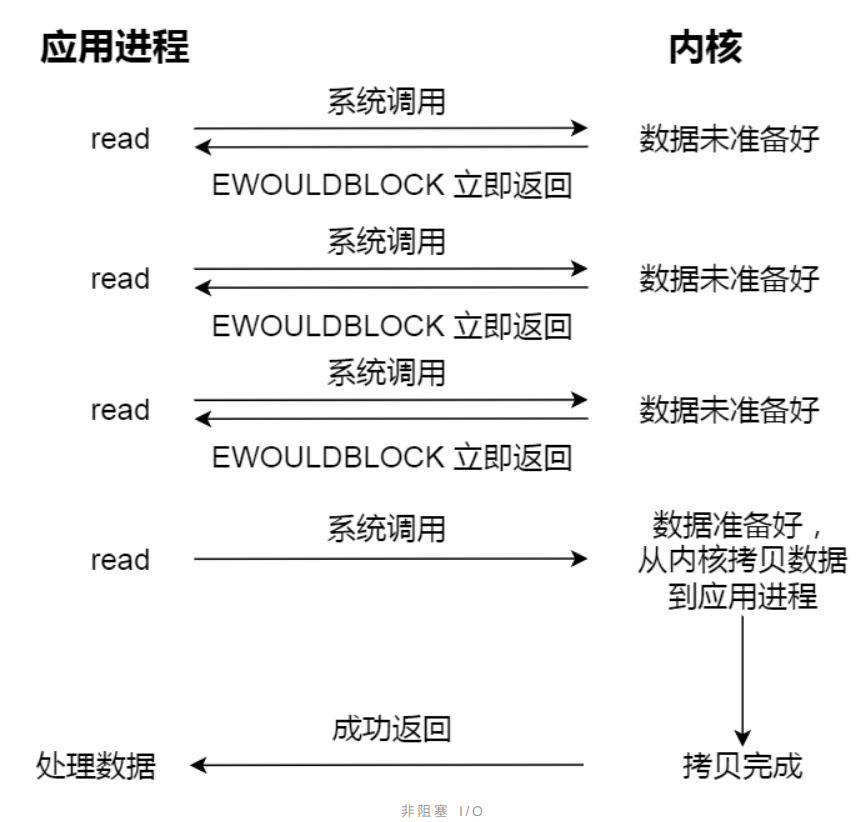 应用进程
内核
系统调用
read
数据未准备好
EWOULDBLOCK 立即返回
系统调用
read
数据未准备好
EWOULDBLOCK 立即返回
系统调用
read
数据未准备好
EWOULDBLOCK 立即返回
系统调用
read
数据准备好，
从内核拷贝数据
到应用进程
成功返回
处理数据
拷贝完成
非阻塞 I/O